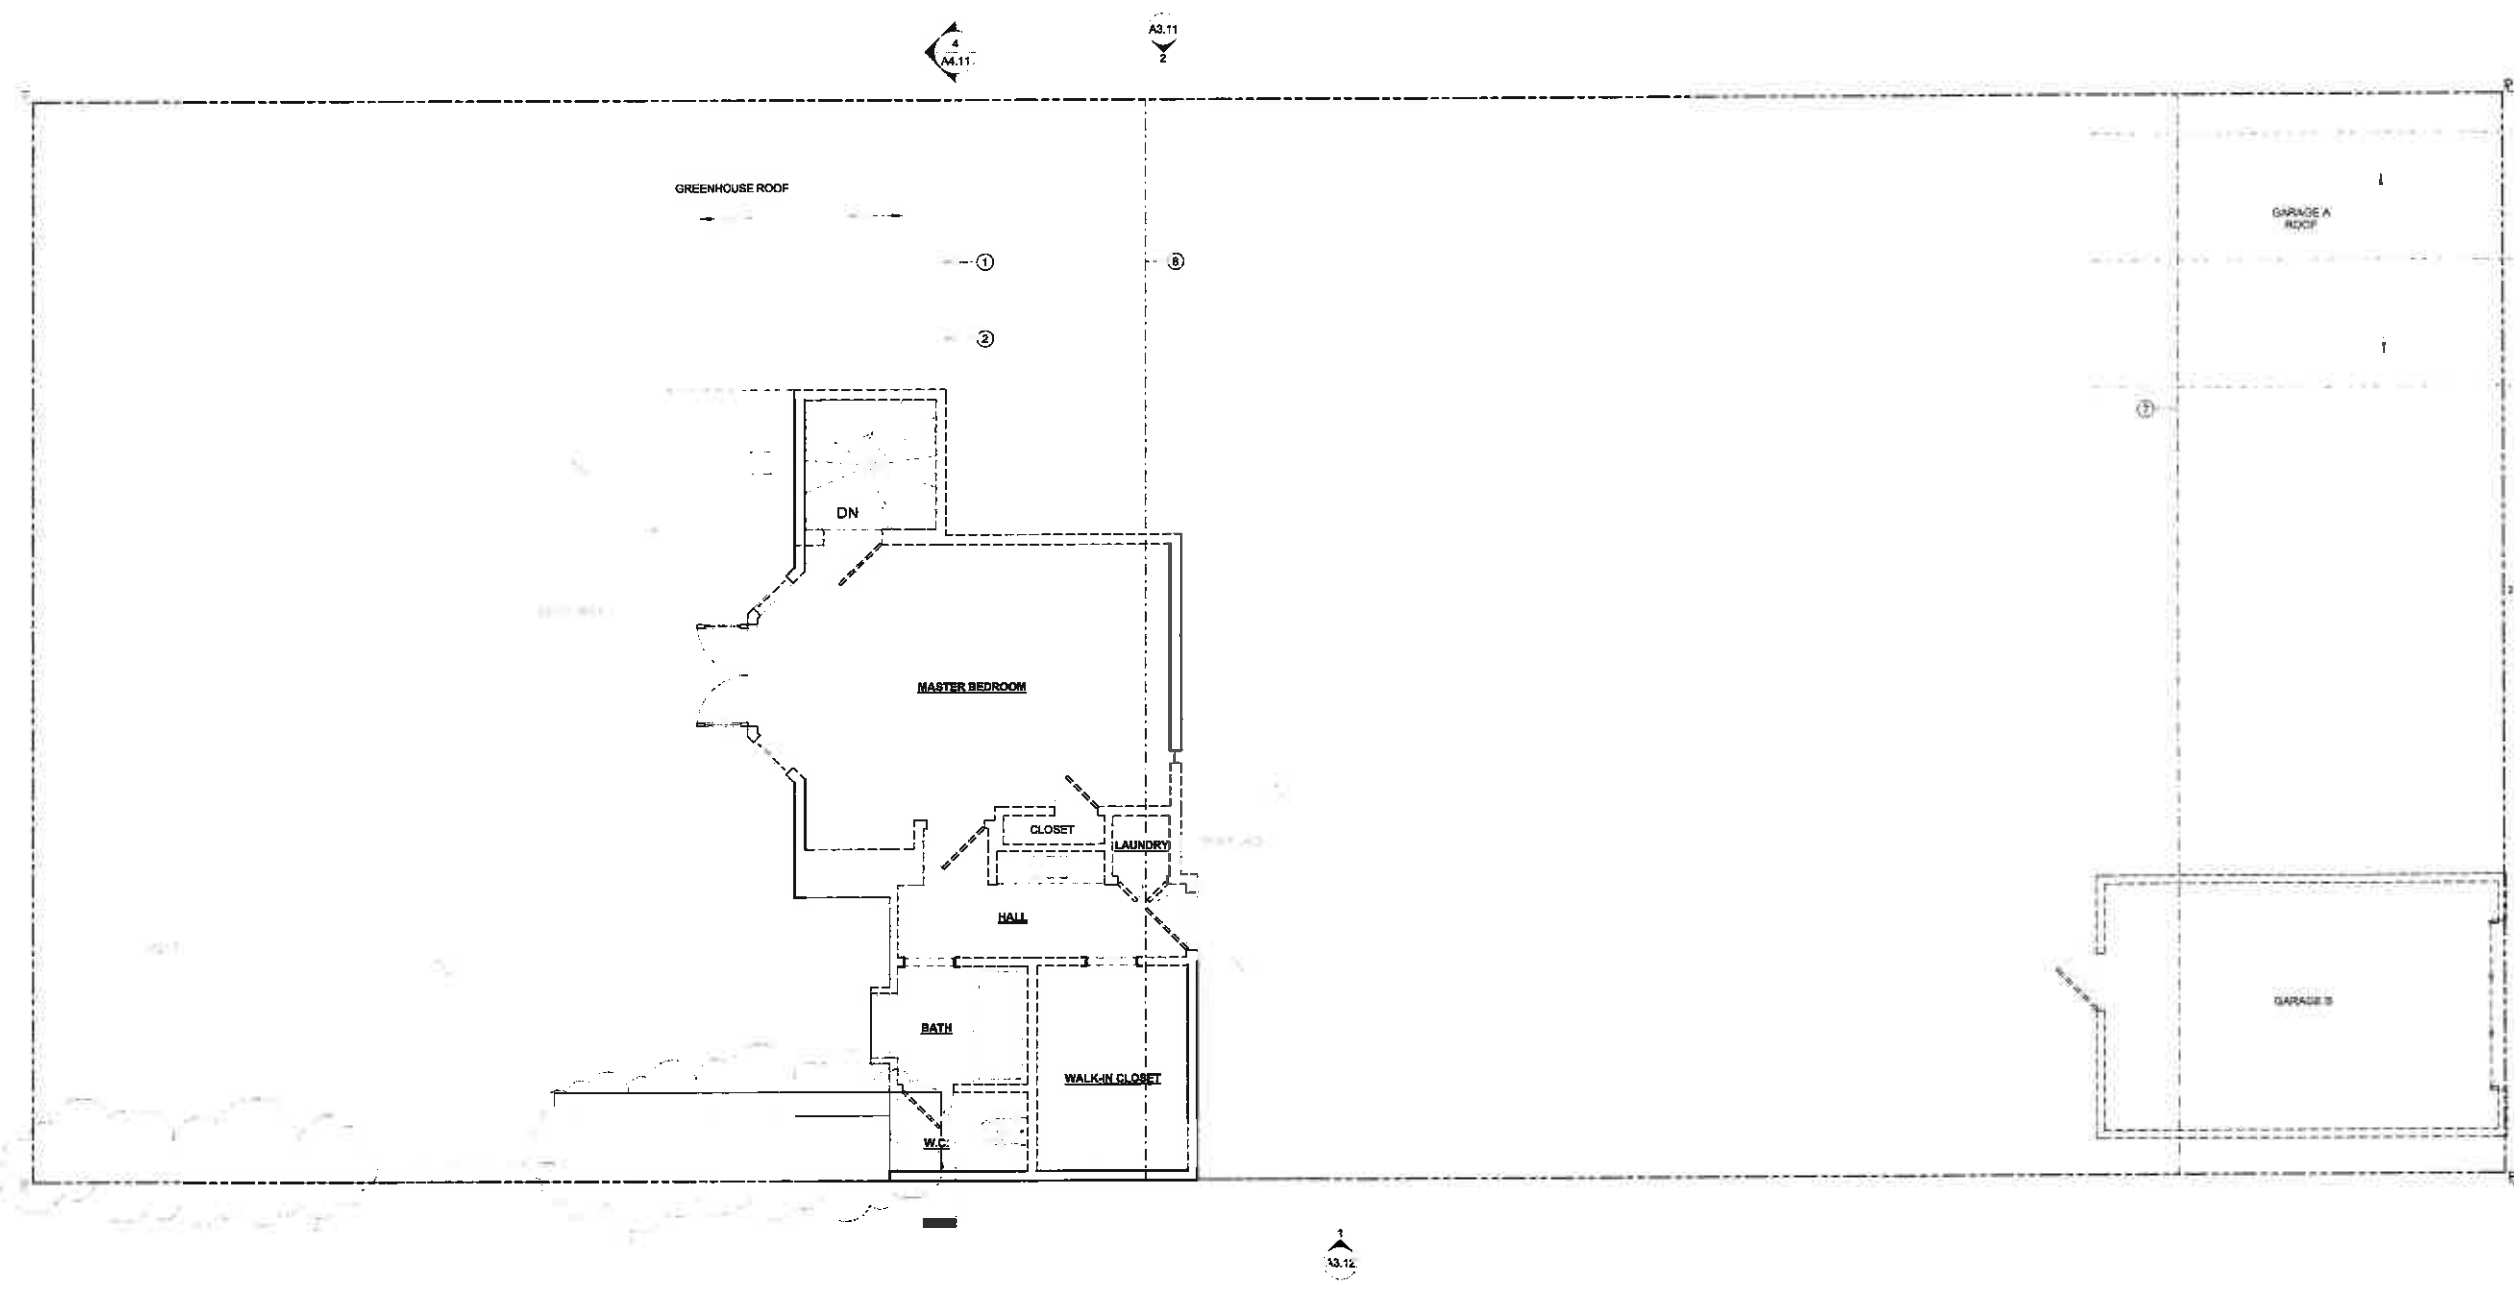 4
A4.11
A3.11
2
GREENHOUSE ROOF
GARAGE A
ROOF
1
8
2
7
DN
MASTER BEDROOM
CLOSET
LAUNDRY
HALL
GARAGE B
BATH
WALK-IN CLOSET
W.C.
1
A3.12